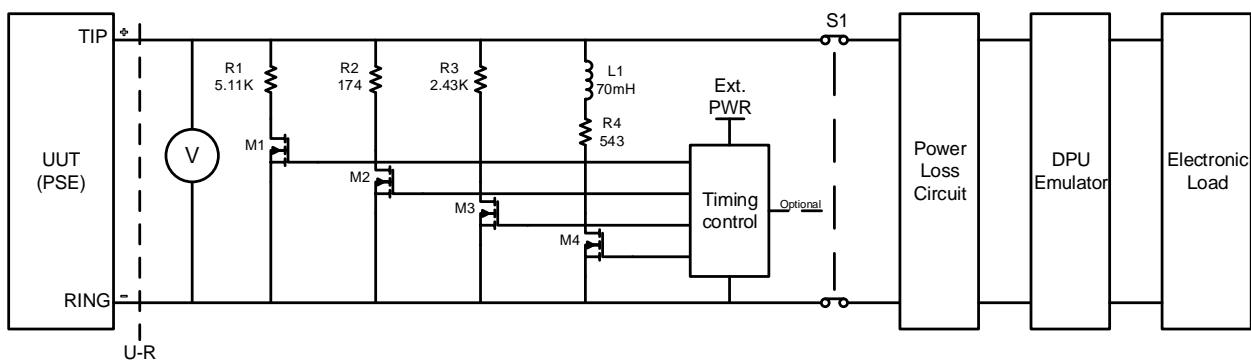 TIP
+
UUT
(PSE)
RING
-
U-R
V
R1
5.11K
M1
R2
174
M2
R3
2.43K
M3
L1
70mH
R4
543
M4
Ext.
PWR
Timing
control
Optional
S1
Power
Loss
Circuit
DPU
Emulator
Electronic
Load